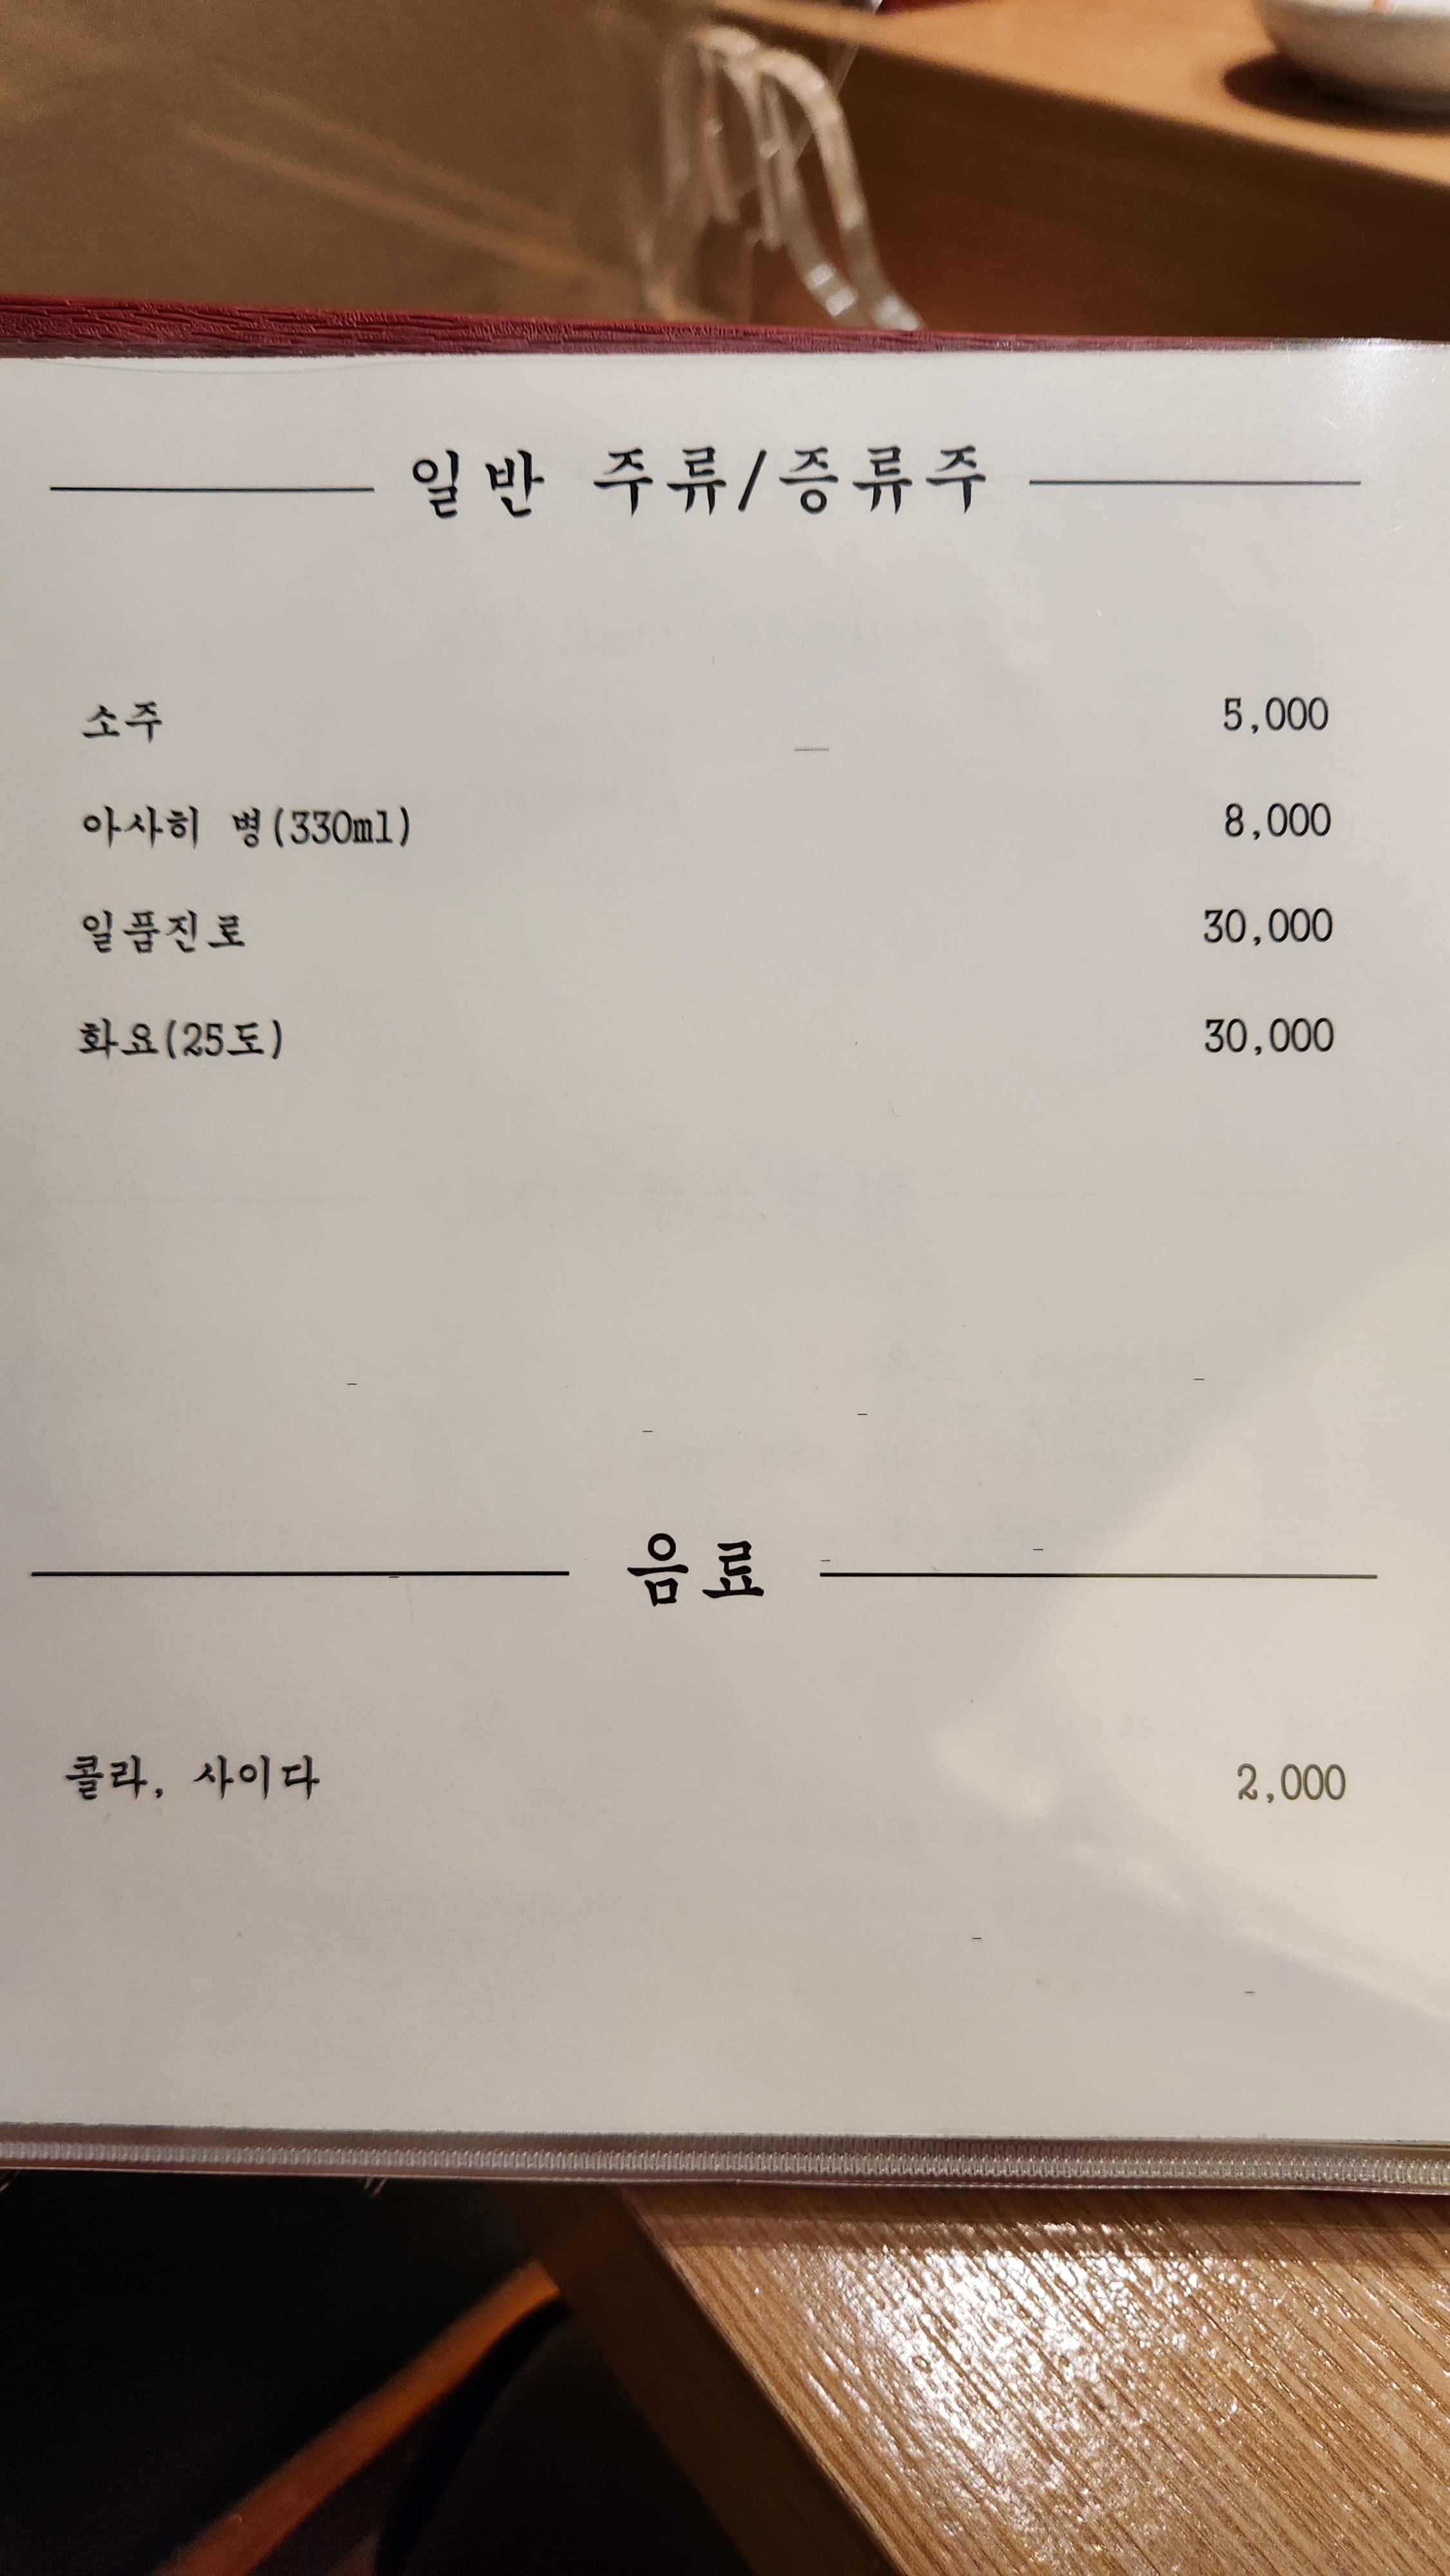 일반 주류/증류주
소주 5,000
아사히 병(330ml) 8,000
일품진로 30,000
화요(25도) 30,000
음료
콜라, 사이다 2,000